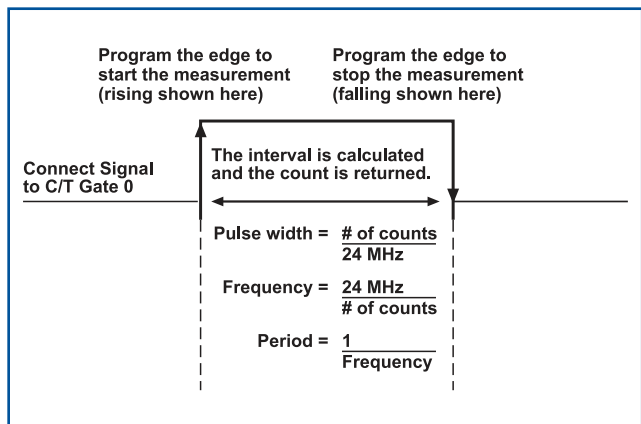 Program the edge to
start the measurement
(rising shown here)
Program the edge to
stop the measurement
(falling shown here)
Connect Signal
to C/T Gate 0
The interval is calculated
and the count is returned.
Pulse width = # of counts
24 MHz
Frequency = 24 MHz
# of counts
Period = 1
Frequency